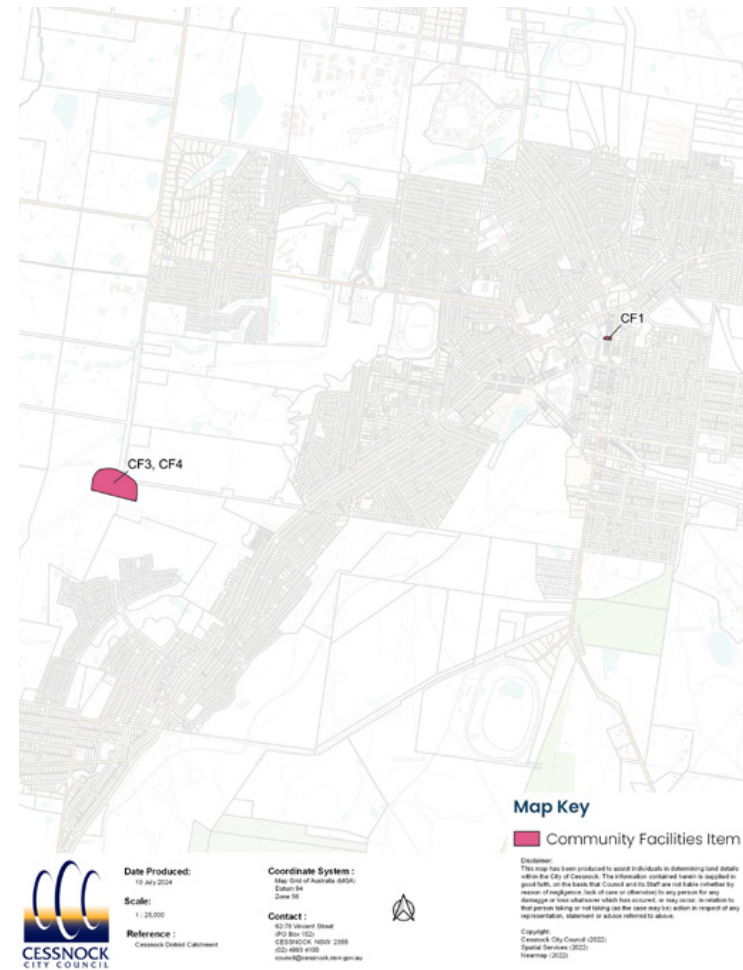 CF1
CF3, CF4
Map Key
Community Facilities Item
CESSNOCK
CITY COUNCIL
Date Produced:
10 July 2024
Scale:
1 : 25,000
Reference :
Cessnock District Catchment
Coordinate System :
Map Grid of Australia (MGA)
Datum 94
Zone 56
Contact :
62-78 Vincent Street
(PO Box 152)
CESSNOCK NSW 2325
(02) 4993 4100
council@cessnock.nsw.gov.au
Disclaimer:
This map has been produced to assist individuals in determining land details
within the City of Cessnock. The information contained herein is supplied in
good faith, on the basis that Council and its Staff are not liable (whether by
reason of negligence, lack of care or otherwise) to any person for any
damage or loss whatsoever which has occurred, or may occur, in relation to
that person taking or not taking (as the case may be) action in respect of any
representation, statement or advice referred to above.
Copyright:
Cessnock City Council (2022)
Spatial Services (2022)
Nearmap (2022)